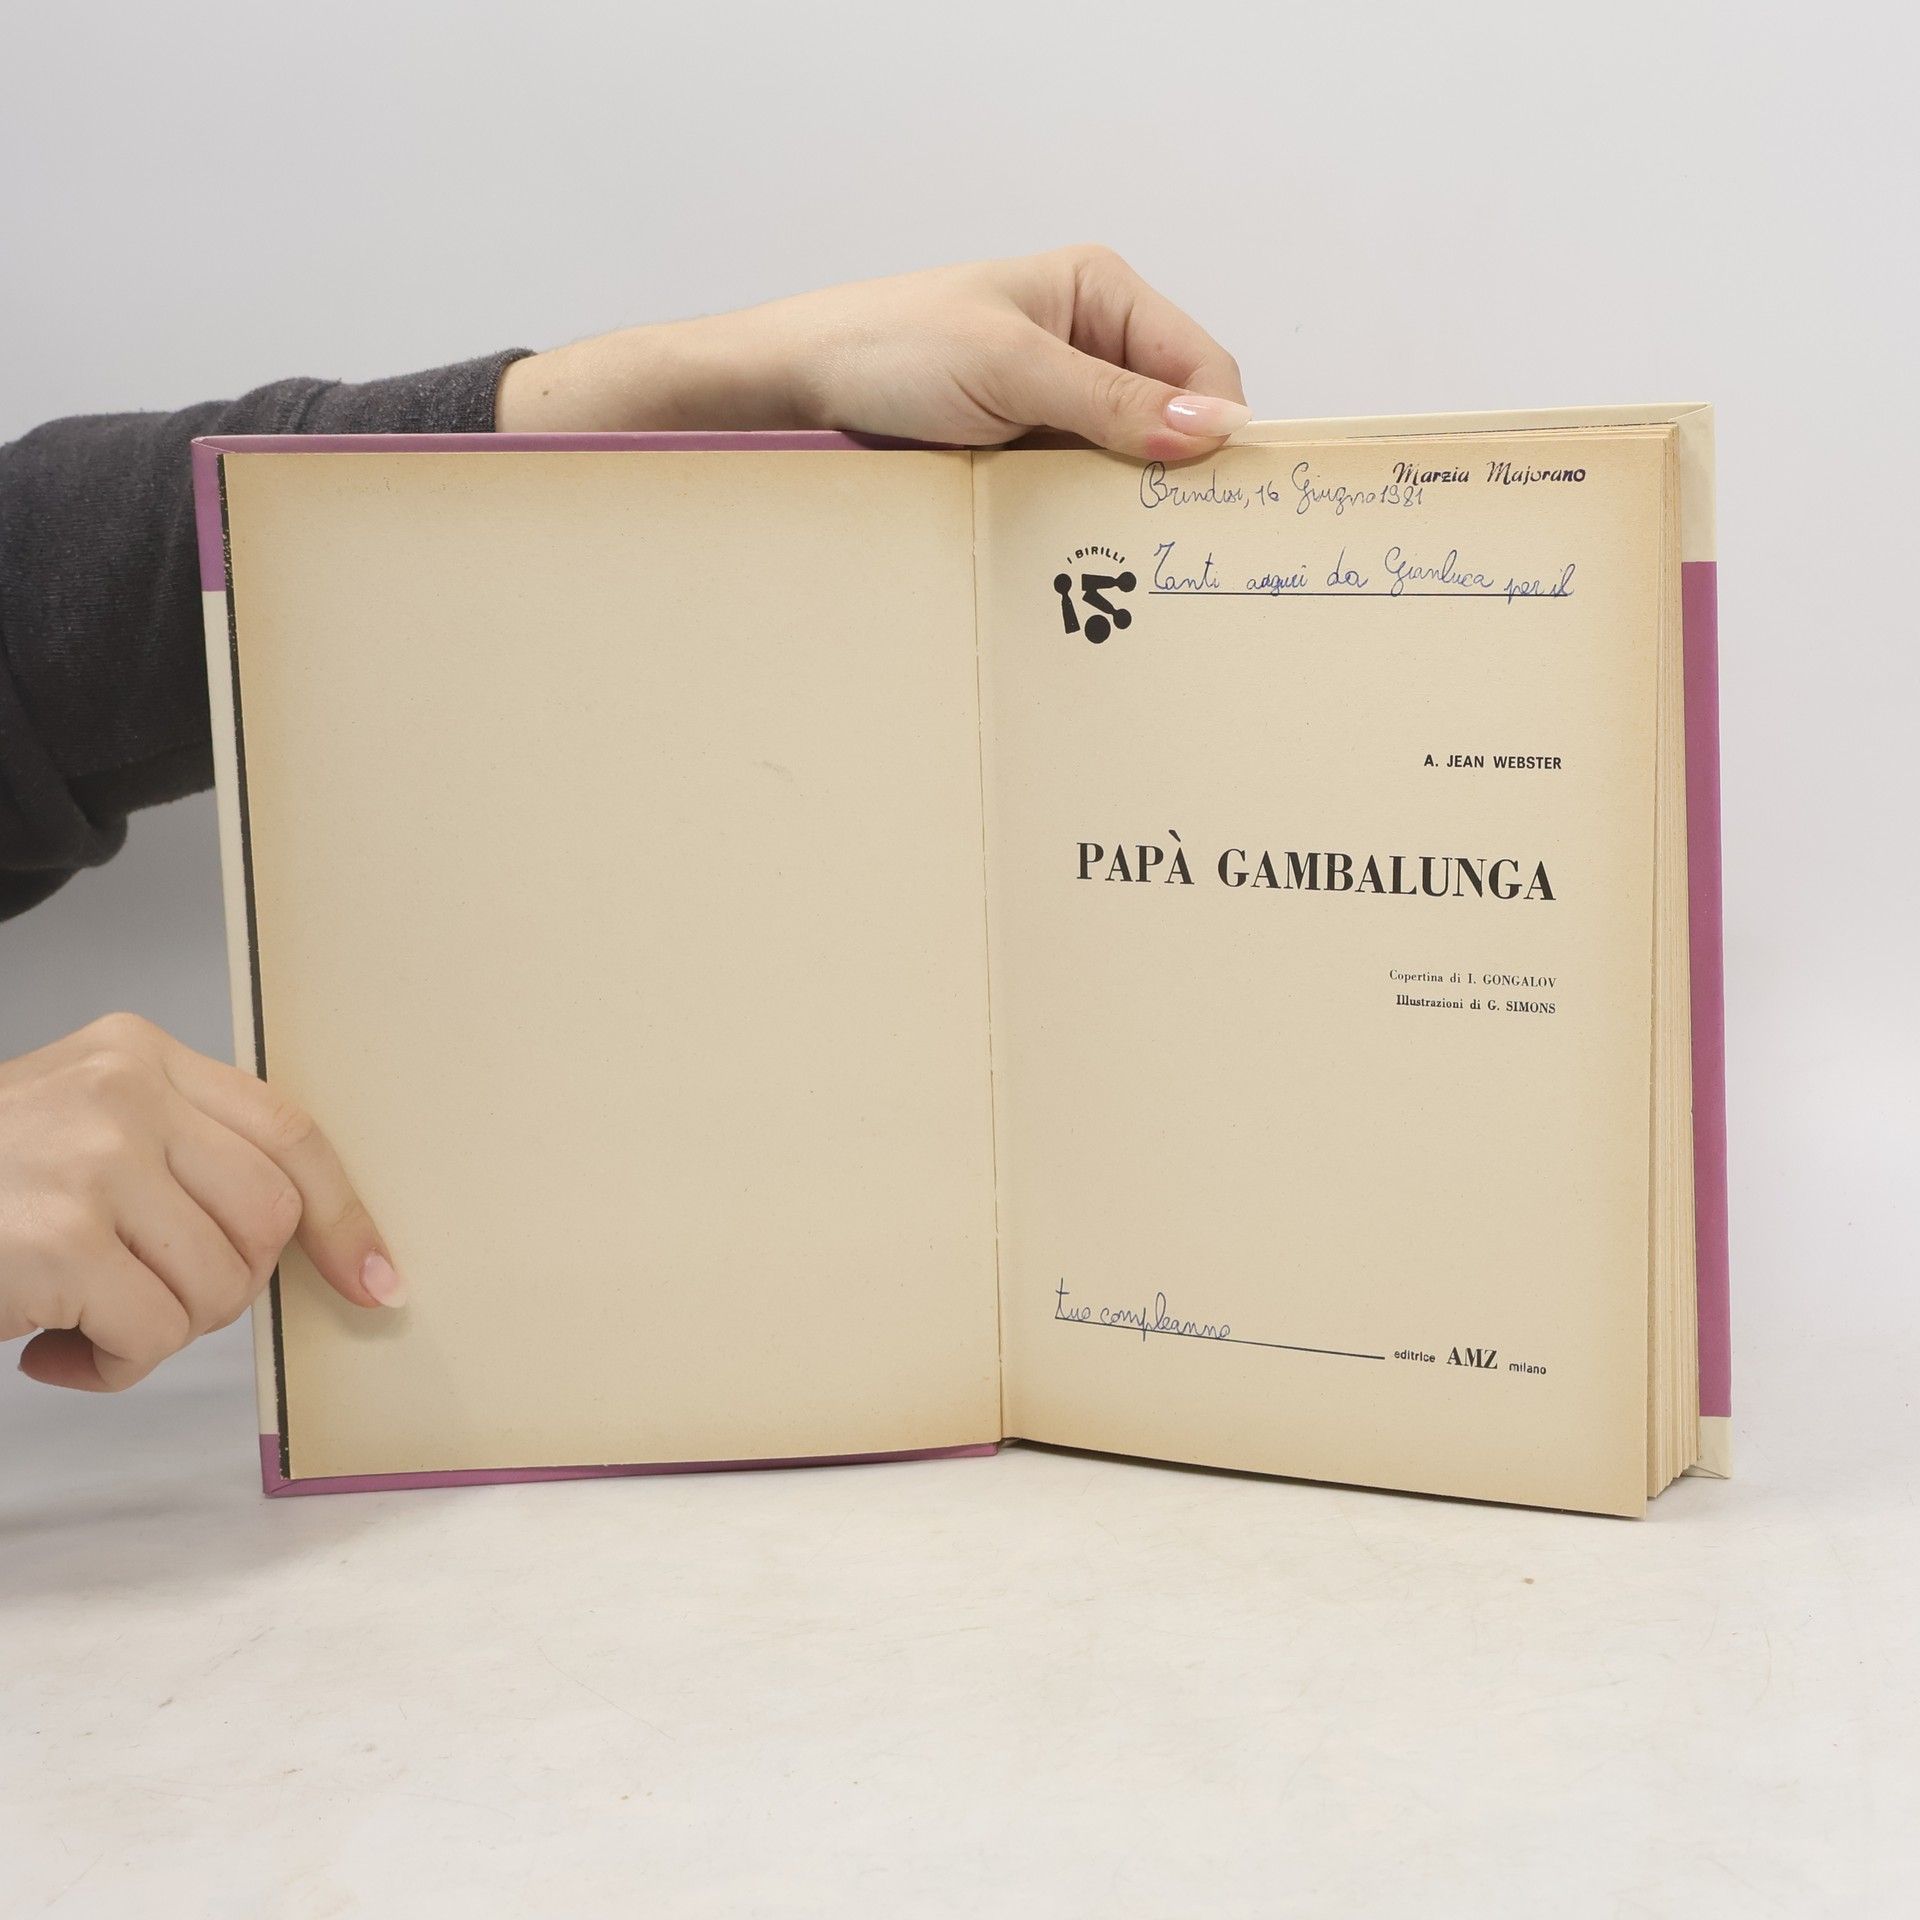 Marzia Majorano
Brindisi, 16 Giugno 1981
I BIRILLI
Tanti auguri da Gianluca per il
A. JEAN WEBSTER
PAPÀ GAMBALUNGA
Copertina di I. GONGALOV
Illustrazioni di G. SIMONS
tuo compleanno
editrice AMZ milano